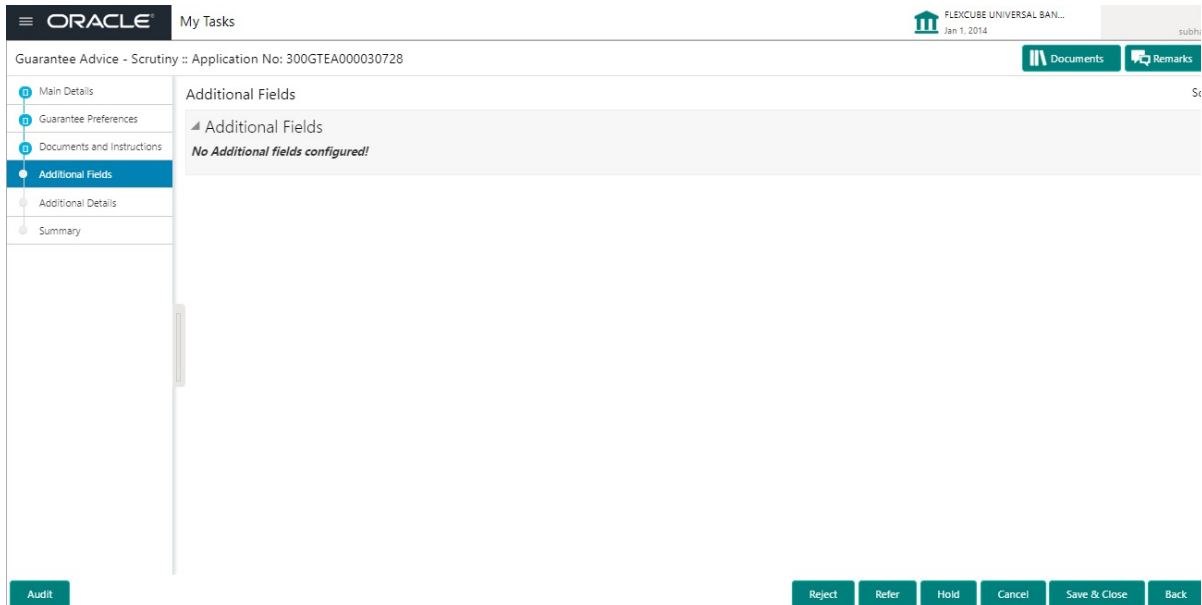 ORACLE® My Tasks
FLEXCUBE UNIVERSAL BAN...
Jan 1, 2014
subha
Guarantee Advice - Scrutiny :: Application No: 300GTEA000030728
Documents
Remarks
Main Details
Guarantee Preferences
Documents and Instructions
Additional Fields
Additional Details
Summary
Additional Fields
Sc
Additional Fields
No Additional fields configured!
Audit
Reject
Refer
Hold
Cancel
Save & Close
Back